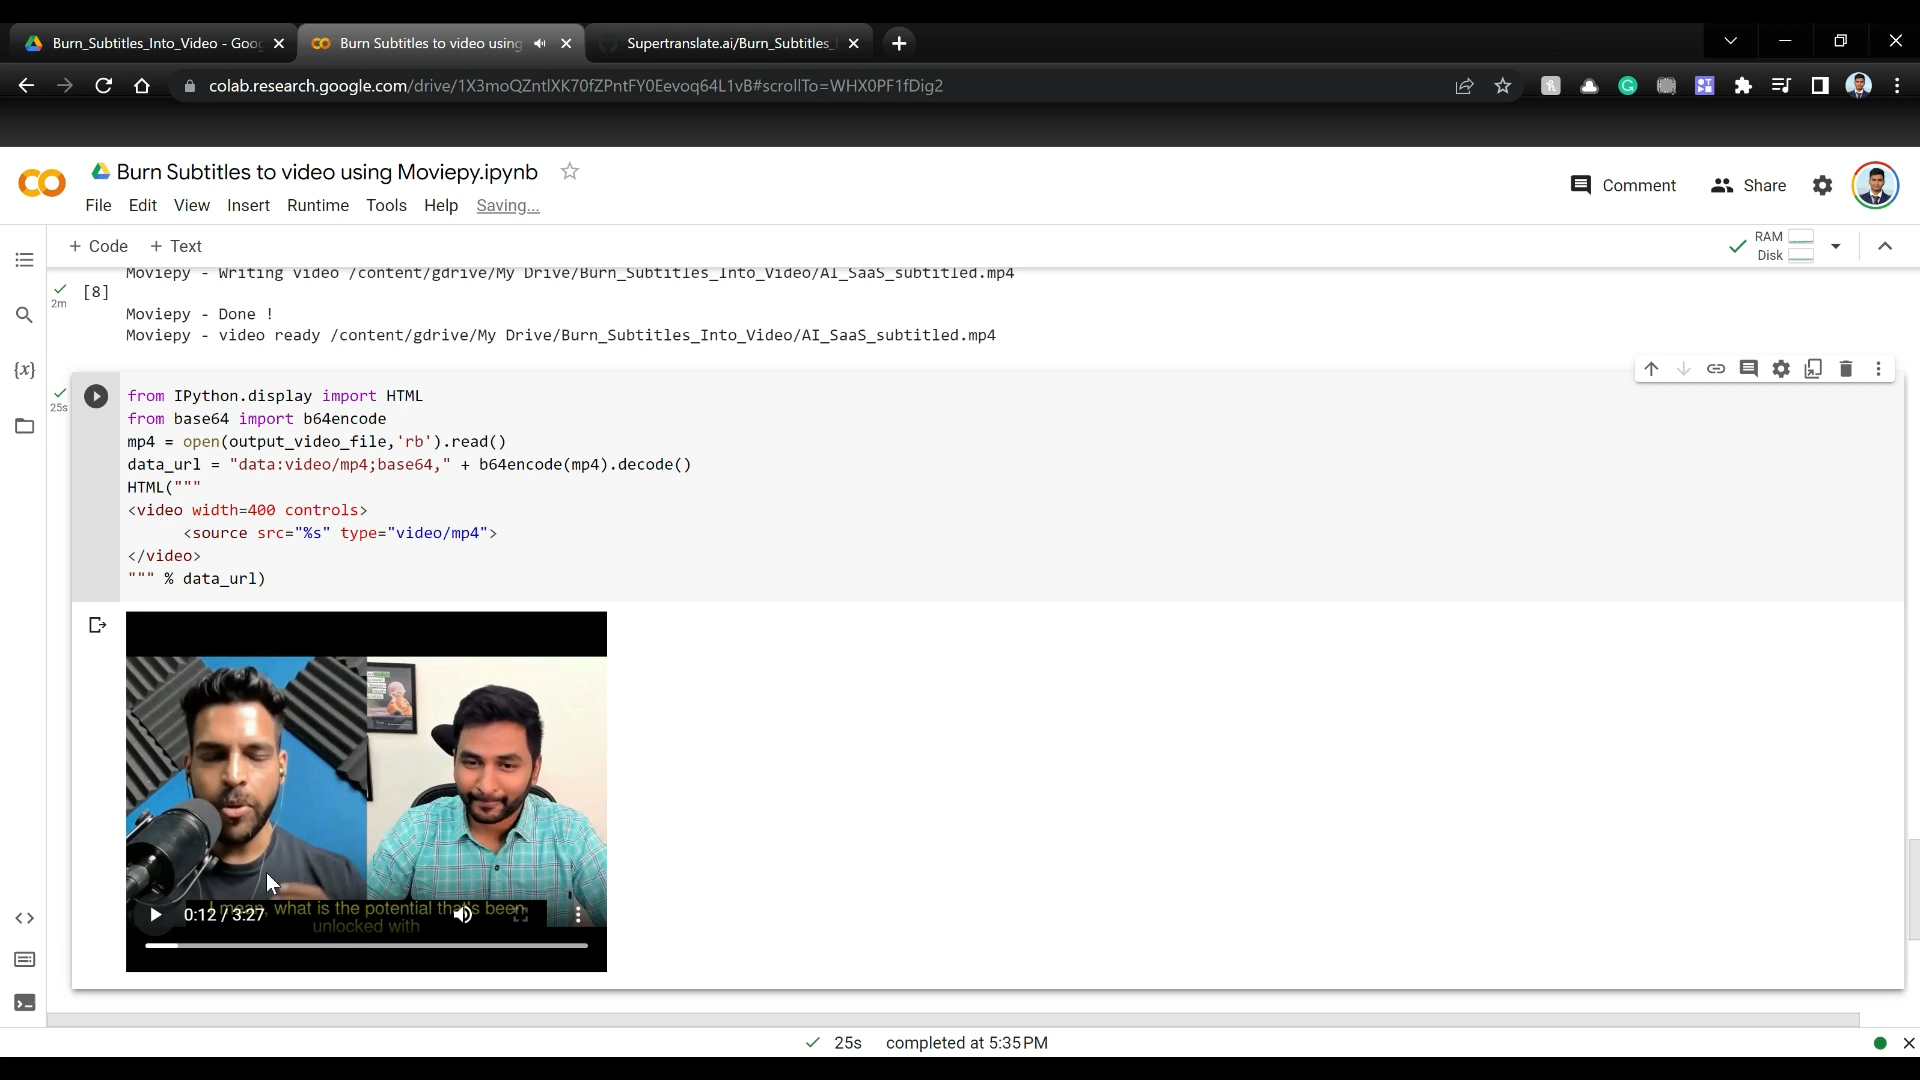 Burn_Subtitles_Into_Video - Goo
Burn Subtitles to video using
Supertranslate.ai/Burn_Subtitles_
colab.research.google.com/drive/1X3moQZntlXK70fZPntFY0Eevoq64L1vB#scrollTo=WHX0PF1fDig2
Burn Subtitles to video using Moviepy.ipynb
Comment
Share
File Edit View Insert Runtime Tools Help Saving...
+ Code + Text
RAM
Disk
Moviepy - Writing video /content/gdrive/My Drive/Burn_Subtitles_Into_Video/AI_SaaS_subtitled.mp4
2m
[8]
Moviepy - Done !
Moviepy - video ready /content/gdrive/My Drive/Burn_Subtitles_Into_Video/AI_SaaS_subtitled.mp4
{x}
25s
from IPython.display import HTML
from base64 import b64encode
mp4 = open(output_video_file,'rb').read()
data_url = "data:video/mp4;base64," + b64encode(mp4).decode()
HTML("""
<video width=400 controls>
<source src="%s" type="video/mp4">
</video>
""" % data_url)
I mean, what is the potential that's been
unlocked with
0:12 / 3:27
25s completed at 5:35 PM